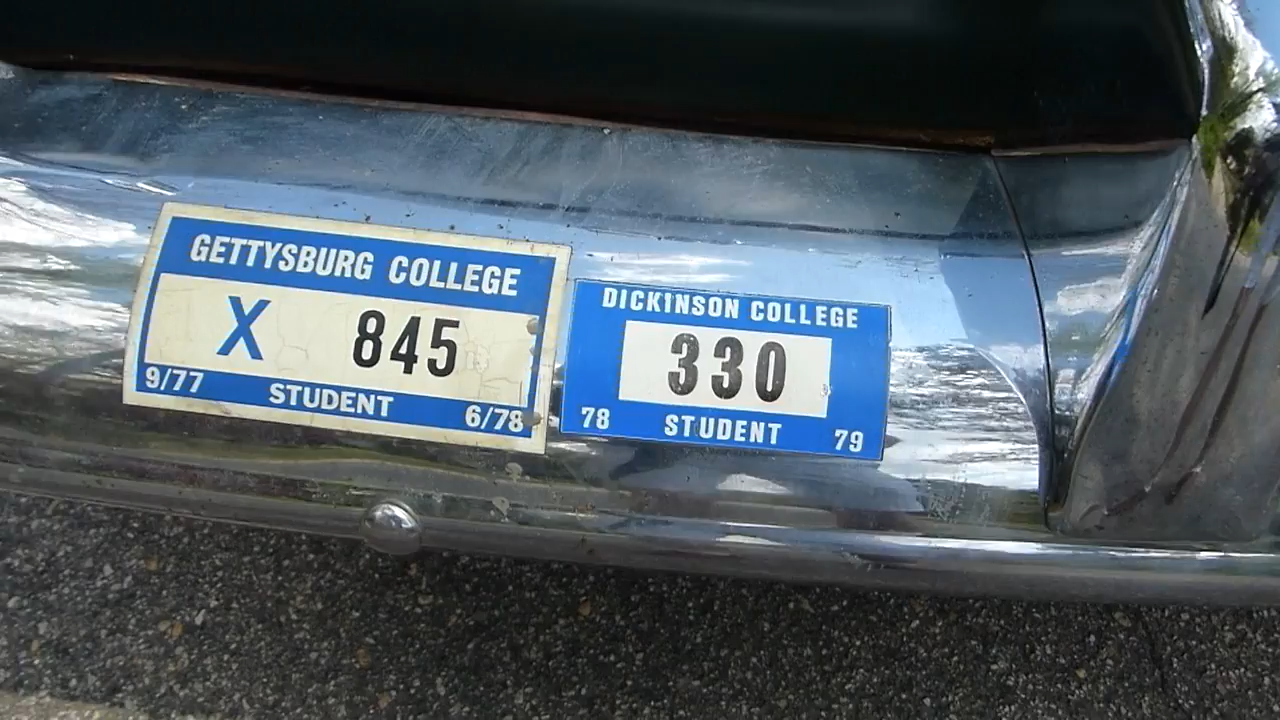 GETTYSBURG COLLEGE
X 845
9/77 STUDENT 6/78
DICKINSON COLLEGE
330
78 STUDENT 79